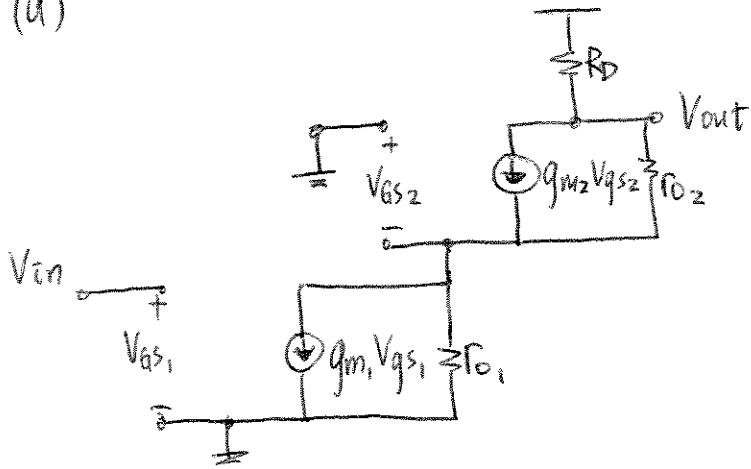 (a)
RD
Vout
+
VGS2
gm2Vgs2
ro2
-
Vin
+
VGS1
gm1Vgs1
ro1
-